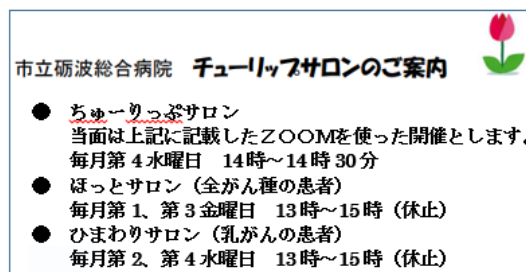 市立砺波総合病院 チューリップサロンのご案内
● ちゅーりっぷサロン
当面は上記に記載したＺＯＯＭを使った開催とします。
毎月第４水曜日 14時～14時30分
● ほっとサロン（全がん種の患者）
毎月第1、第３金曜日 13時～15時（休止）
● ひまわりサロン（乳がんの患者）
毎月第2、第４水曜日 13時～15時（休止）